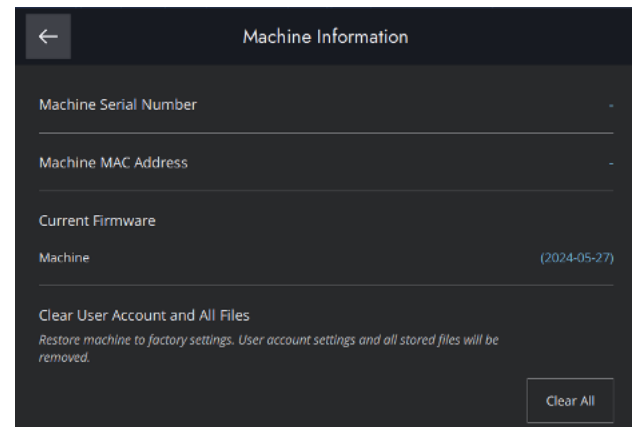 Machine Information
Machine Serial Number -
Machine MAC Address -
Current Firmware
Machine (2024-05-27)
Clear User Account and All Files
Restore machine to factory settings. User account settings and all stored files will be
removed.
Clear All